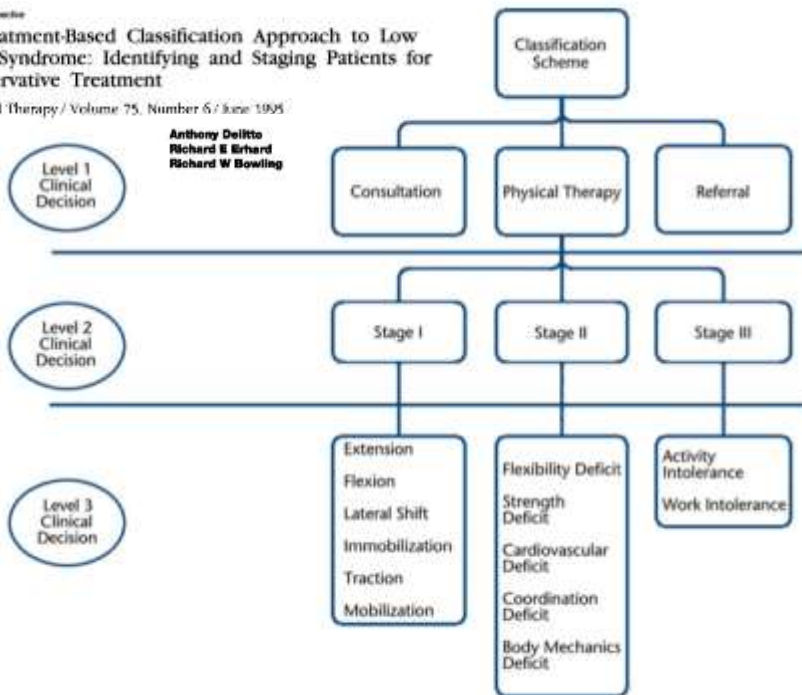 atment-Based Classification Approach to Low
Syndrome: Identifying and Staging Patients for
rvative Treatment
Therapy / Volume 75, Number 6 / June 1995
Anthony Delitto
Richard E Erhard
Richard W Bowling
Classification
Scheme
Level 1
Clinical
Decision
Consultation
Physical Therapy
Referral
Level 2
Clinical
Decision
Stage I
Stage II
Stage III
Level 3
Clinical
Decision
Extension
Flexion
Lateral Shift
Immobilization
Traction
Mobilization
Flexibility Deficit
Strength
Deficit
Cardiovascular
Deficit
Coordination
Deficit
Body Mechanics
Deficit
Activity
Intolerance
Work Intolerance